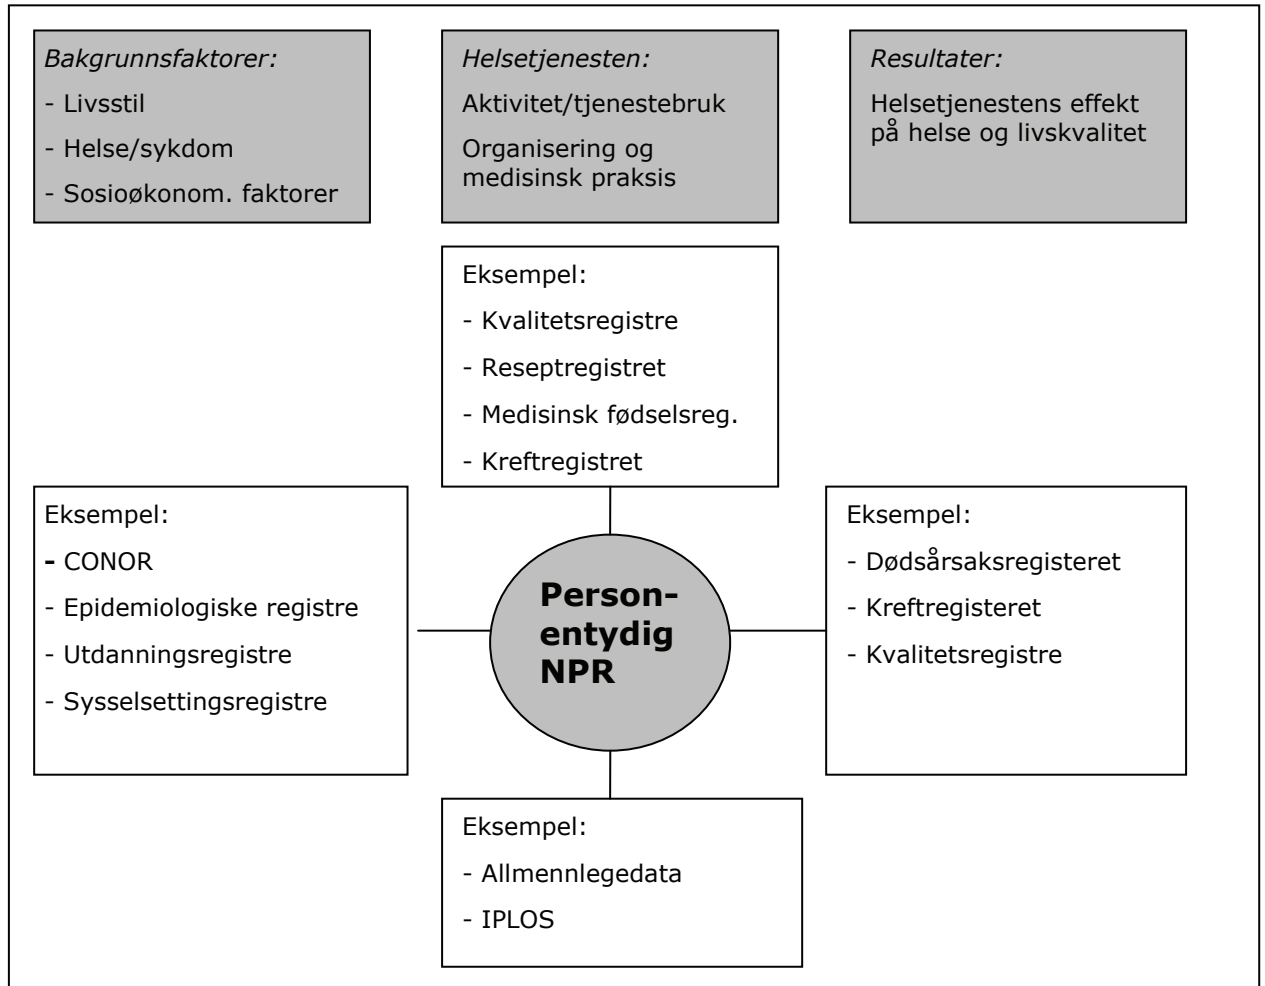 Bakgrunnsfaktorer:
- Livsstil
- Helse/sykdom
- Sosioøkonom. faktorer
Helsetjenesten:
Aktivitet/tjenestebruk
Organisering og
medisinsk praksis
Resultater:
Helsetjenestens effekt
på helse og livskvalitet
Eksempel:
- Kvalitetsregistre
- Reseptregistret
- Medisinsk fødselsreg.
- Kreftregistret
Eksempel:
- CONOR
- Epidemiologiske registre
- Utdanningsregistre
- Sysselsettingsregistre
Person-
entydig
NPR
Eksempel:
- Dødsårsaksregisteret
- Kreftregisteret
- Kvalitetsregistre
Eksempel:
- Allmennlegedata
- IPLOS